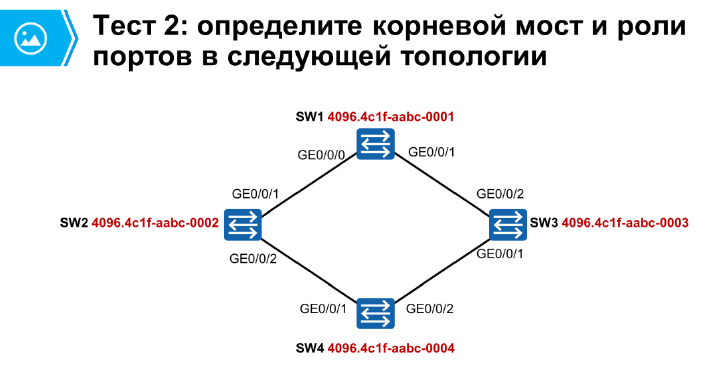 Тест 2: определите корневой мост и роли
портов в следующей топологии
SW1 4096.4c1f-aabc-0001
GE0/0/0
GE0/0/1
GE0/0/1
GE0/0/2
SW2 4096.4c1f-aabc-0002
SW3 4096.4c1f-aabc-0003
GE0/0/2
GE0/0/1
GE0/0/1
GE0/0/2
SW4 4096.4c1f-aabc-0004